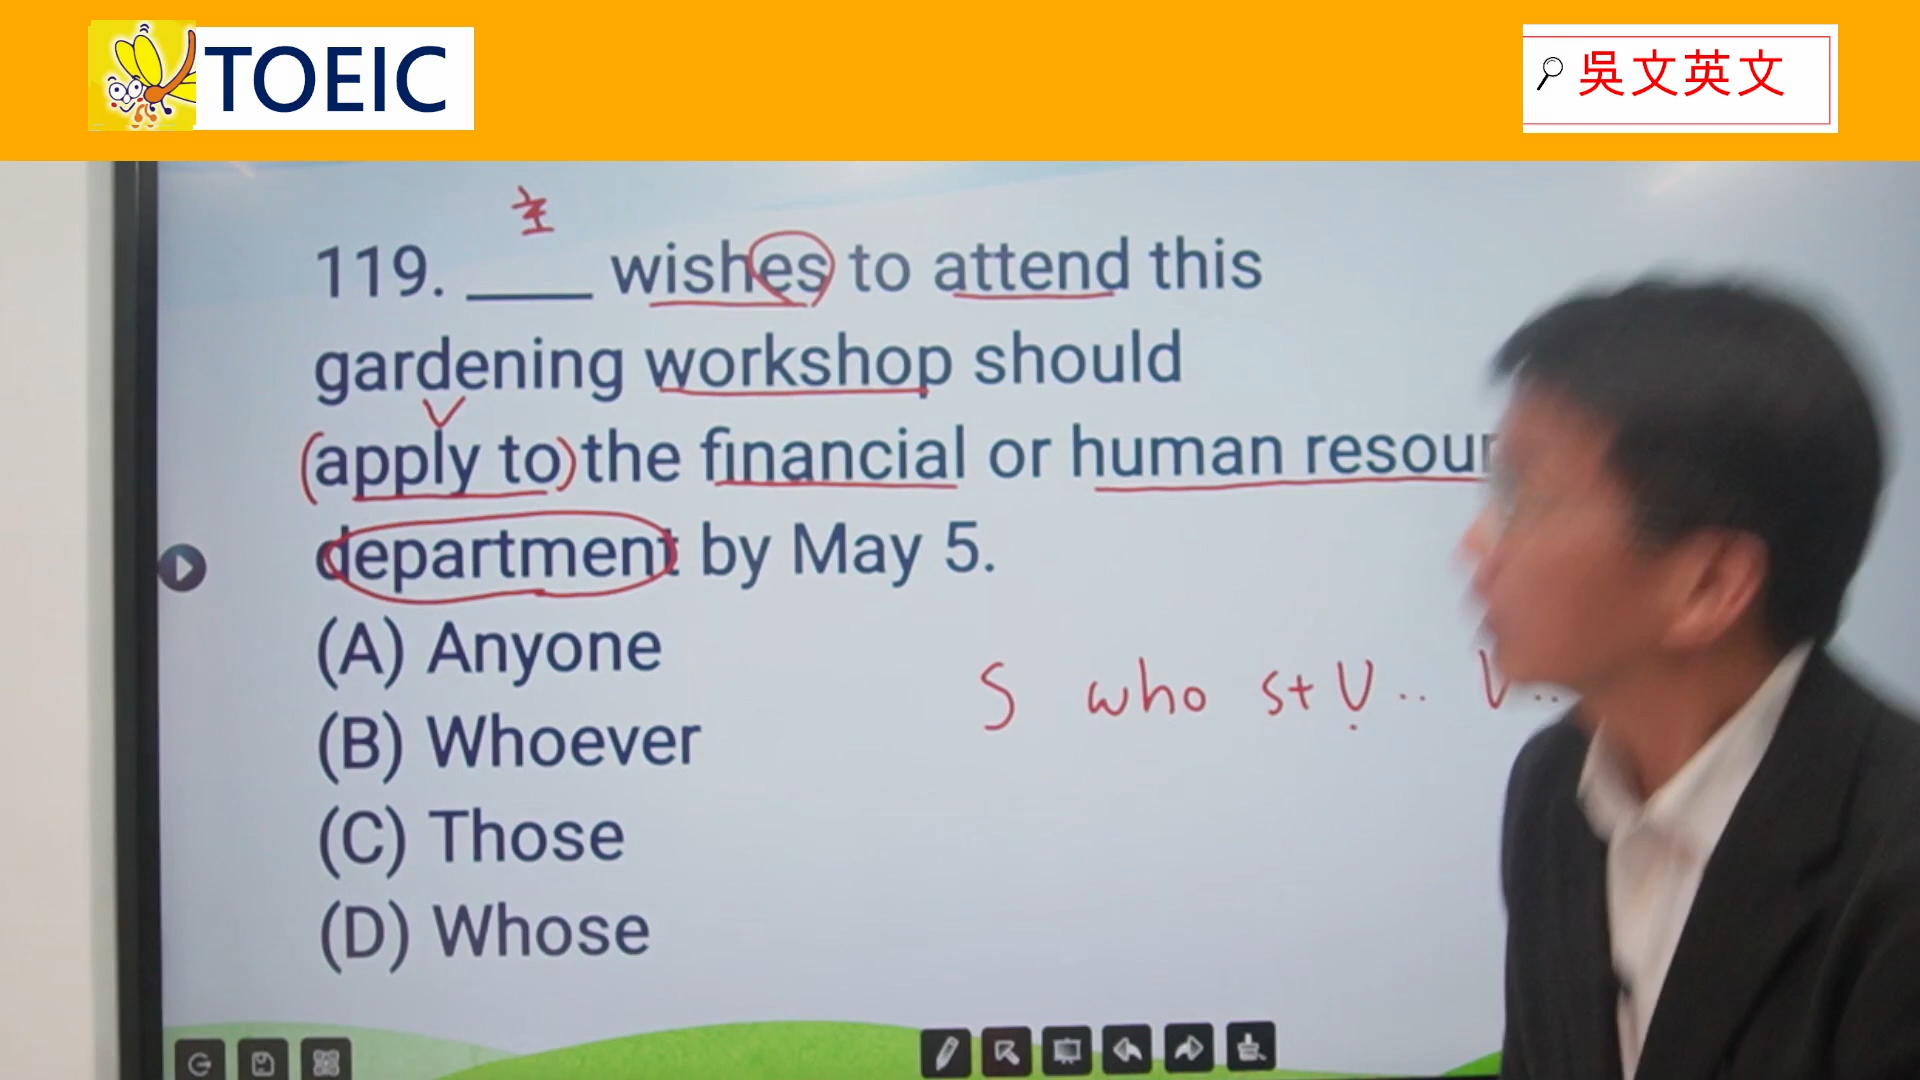 TOEIC
吳文英文
主
119. ____ wishes to attend this
gardening workshop should
V
(apply to) the financial or human resour
department by May 5.
(A) Anyone
(B) Whoever
S who st V.. V..
(C) Those
(D) Whose